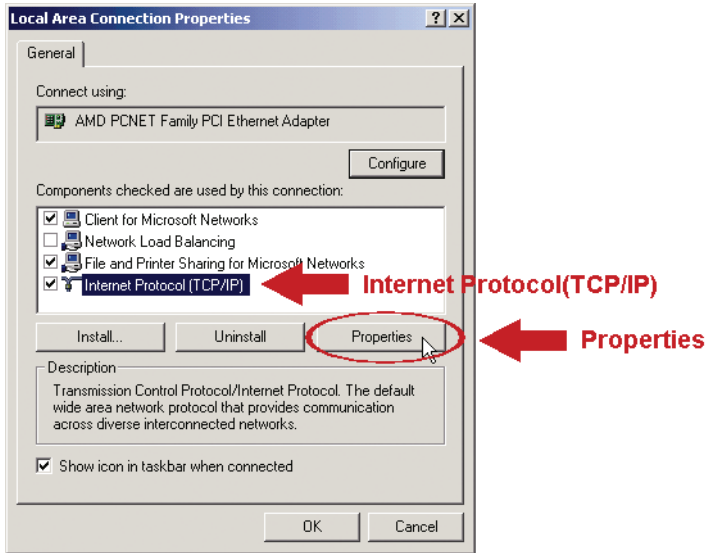 Local Area Connection Properties
General
Connect using:
AMD PCNET Family PCI Ethernet Adapter
Configure
Components checked are used by this connection:
Client for Microsoft Networks
Network Load Balancing
File and Printer Sharing for Microsoft Networks
Internet Protocol (TCP/IP)
Internet Protocol(TCP/IP)
Install... Uninstall Properties
Properties
Description
Transmission Control Protocol/Internet Protocol. The default
wide area network protocol that provides communication
across diverse interconnected networks.
Show icon in taskbar when connected
OK Cancel